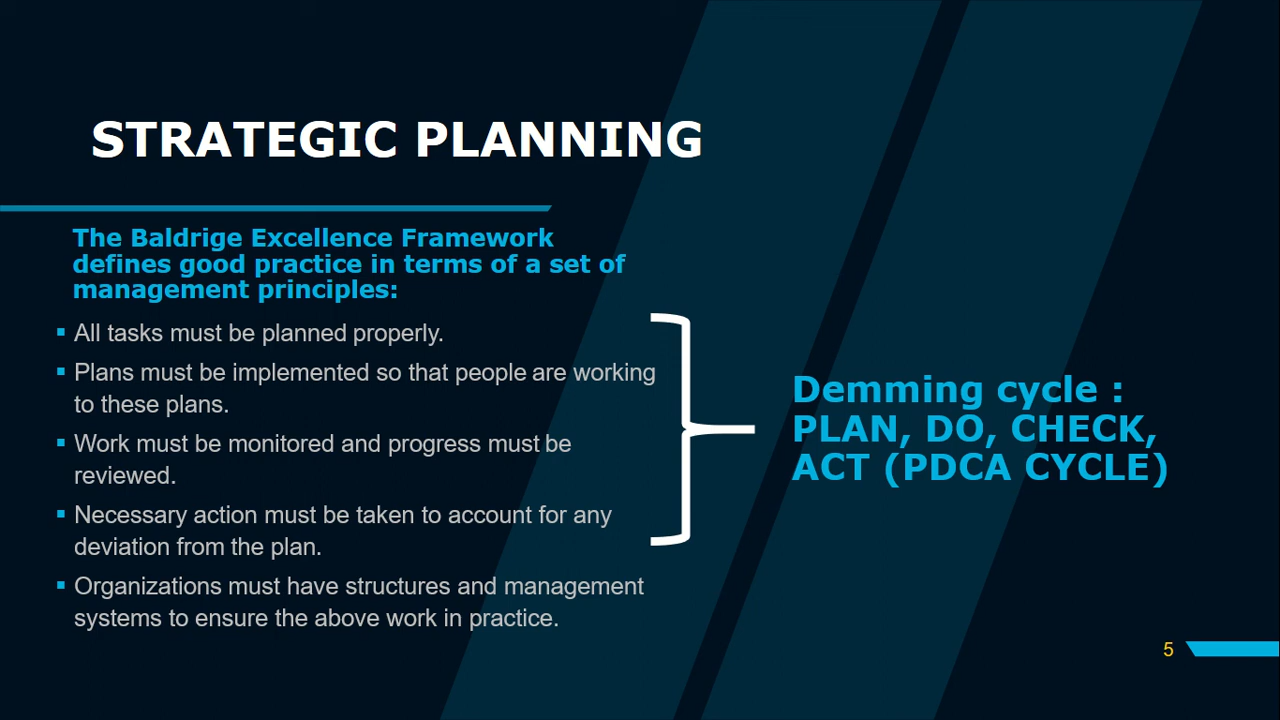 STRATEGIC PLANNING
The Baldrige Excellence Framework
defines good practice in terms of a set of
management principles:
▪ All tasks must be planned properly.
▪ Plans must be implemented so that people are working
to these plans.
▪ Work must be monitored and progress must be
reviewed.
▪ Necessary action must be taken to account for any
deviation from the plan.
▪ Organizations must have structures and management
systems to ensure the above work in practice.
Demming cycle :
PLAN, DO, CHECK,
ACT (PDCA CYCLE)
5